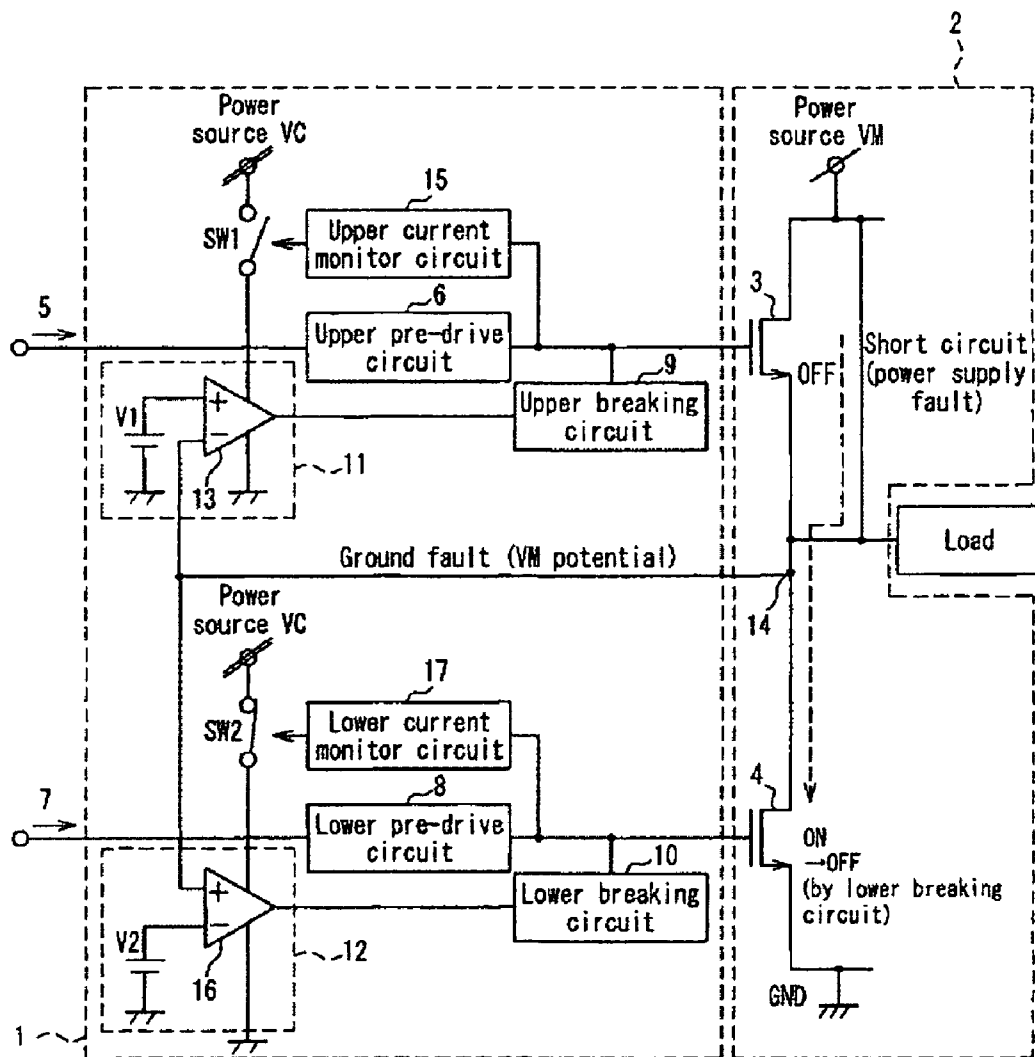 2
Power
source VC
Power
source VM
15
Upper current
monitor circuit
SW1
3
5
6
Upper pre-drive
circuit
Short circuit
(power supply
fault)
OFF
9
Upper breaking
circuit
V1
+
−
13
11
Load
Ground fault (VM potential)
14
Power
source VC
17
Lower current
monitor circuit
SW2
4
7
8
Lower pre-drive
circuit
ON
→OFF
(by lower breaking
circuit)
10
Lower breaking
circuit
+
−
V2
16
12
GND
1